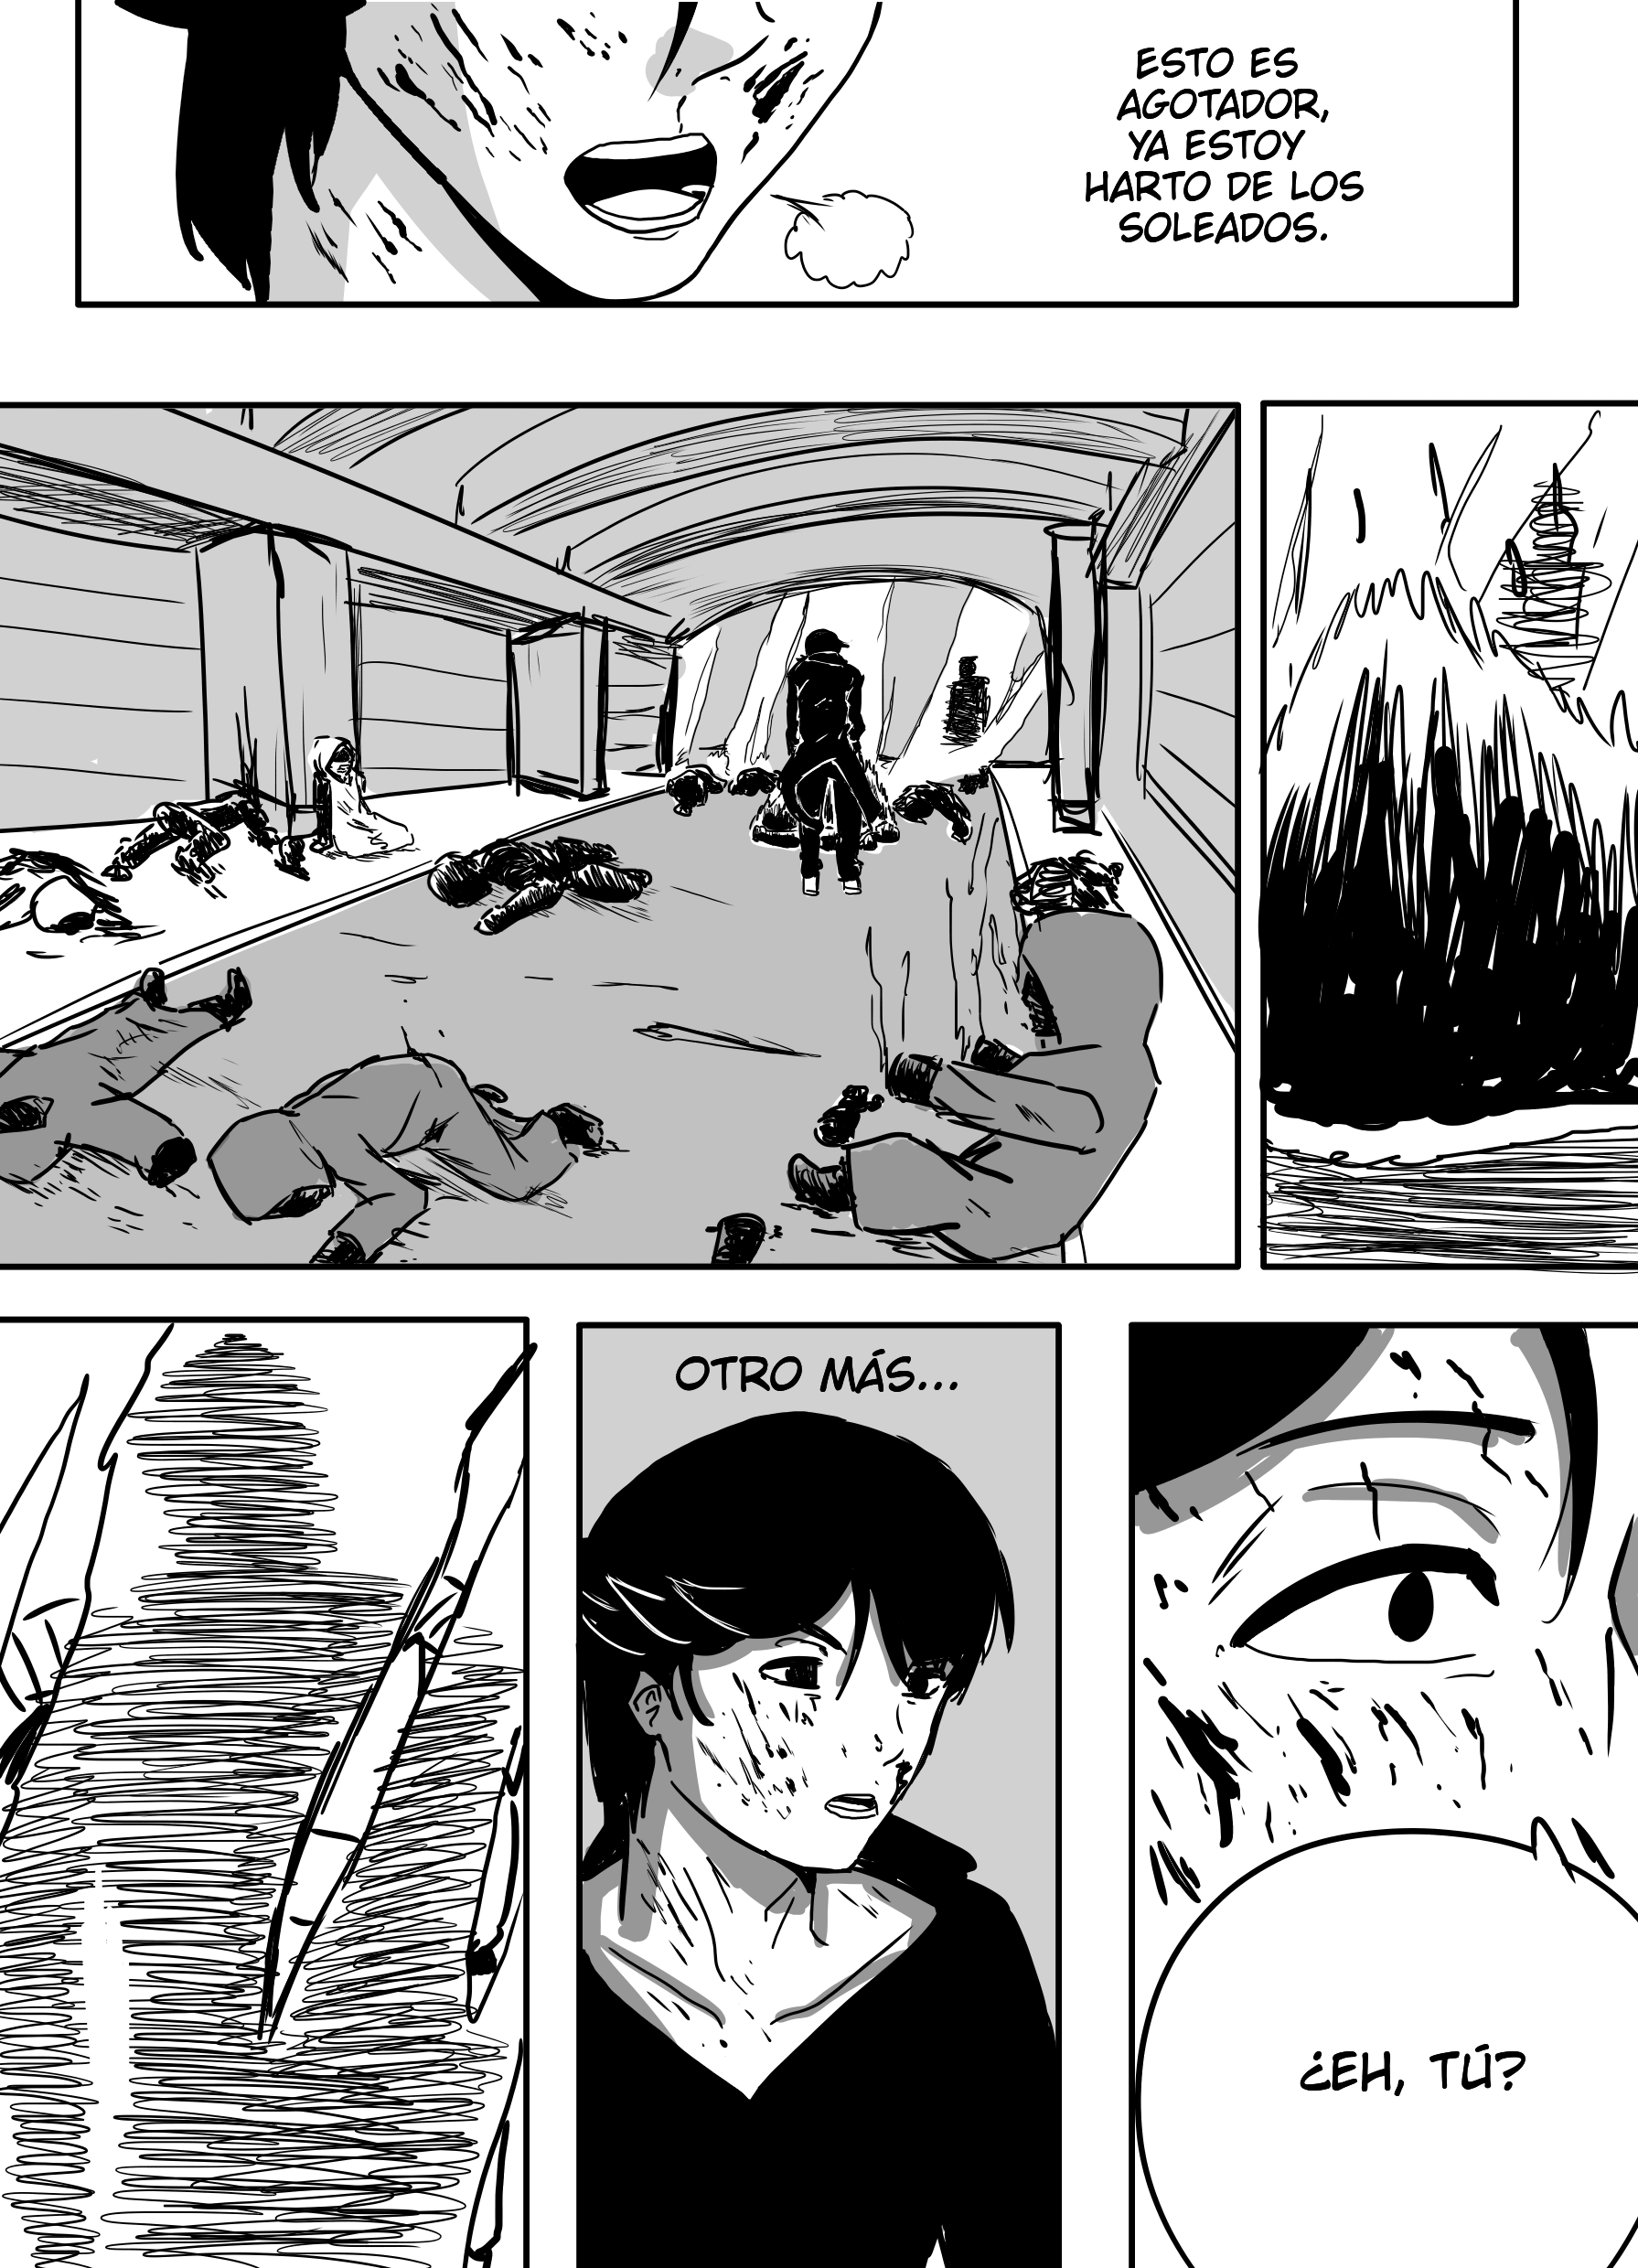 ESTO ES
AGOTADOR,
YA ESTOY
HARTO DE LOS
SOLEADOS.
OTRO MÁS...
¿EH, TÚ?